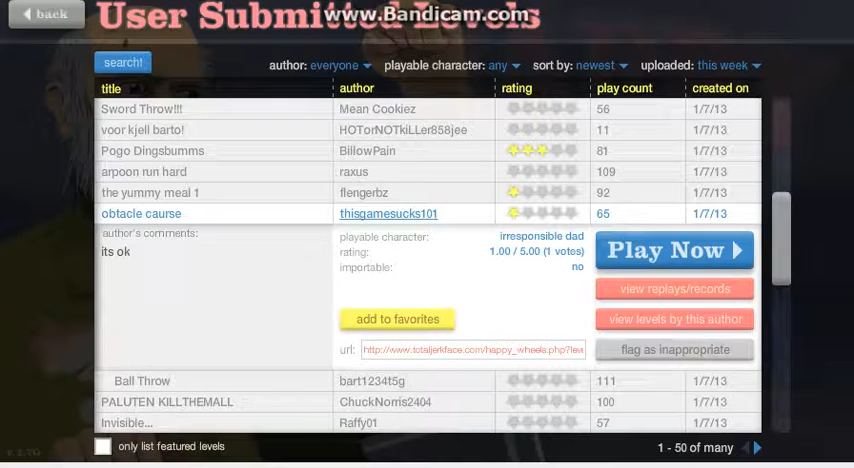 back
User Submitted Levels
www.Bandicam.com
search!
author: everyone playable character: any sort by: newest uploaded: this week
title author rating play count created on
Sword Throw!!! Mean Cookiez 56 1/7/13
voor kjell barto! HOTorNOTkiLLer858jee 11 1/7/13
Pogo Dingsbumms BillowPain 81 1/7/13
arpoon run hard raxus 109 1/7/13
the yummy meal 1 flengerbz 92 1/7/13
obtacle caurse thisgamesucks101 65 1/7/13
author's comments:
its ok
playable character: irresponsible dad
rating: 1.00 / 5.00 (1 votes)
importable: no
add to favorites
url: http://www.totaljerkface.com/happy_wheels.php?leve
Play Now
view replays/records
view levels by this author
flag as inappropriate
Ball Throw bart1234t5g 111 1/7/13
PALUTEN KILLTHEMALL ChuckNorris2404 100 1/7/13
Invisible... Raffy01 57 1/7/13
only list featured levels 1 - 50 of many